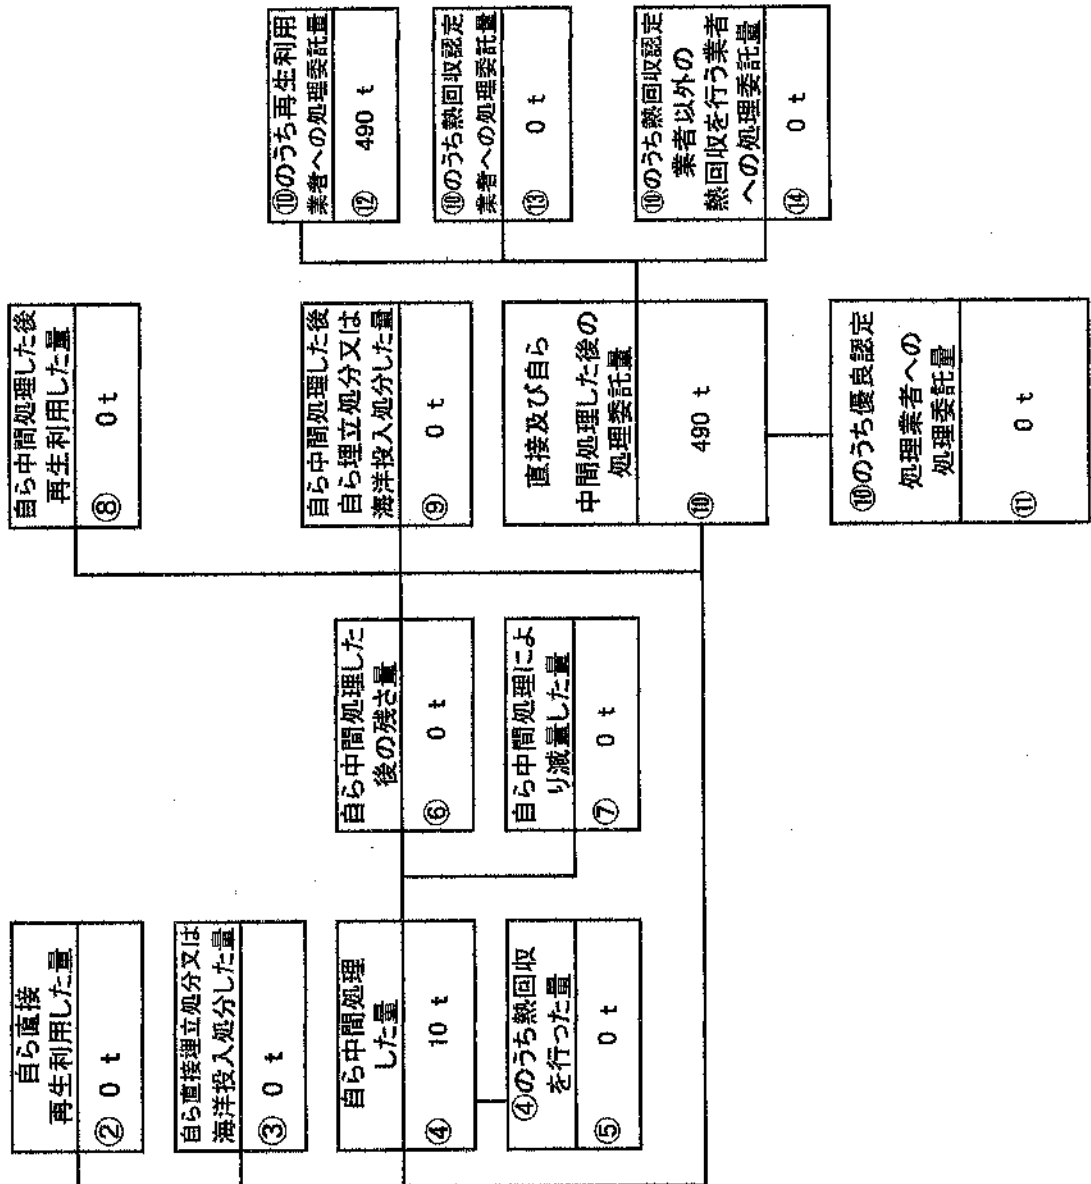 自ら直接
再生利用した量
② 0 t
自ら直接埋立処分又は
海洋投入処分した量
③ 0 t
自ら中間処理
した量
④ 10 t
④のうち熱回収
を行った量
⑤ 0 t
自ら中間処理した
後の残さ量
⑥ 0 t
自ら中間処理によ
り減量した量
⑦ 0 t
自ら中間処理した後
再生利用した量
⑧ 0 t
自ら中間処理した後
自ら埋立処分又は
海洋投入処分した量
⑨ 0 t
直接及び自ら
中間処理した後の
処理委託量
⑩ 490 t
⑩のうち優良認定
処理業者への
処理委託量
⑪ 0 t
⑩のうち再生利用
業者への処理委託量
⑫ 490 t
⑩のうち熱回収認定
業者への処理委託量
⑬ 0 t
⑩のうち熱回収認定
業者以外の
熱回収を行う業者
への処理委託量
⑭ 0 t